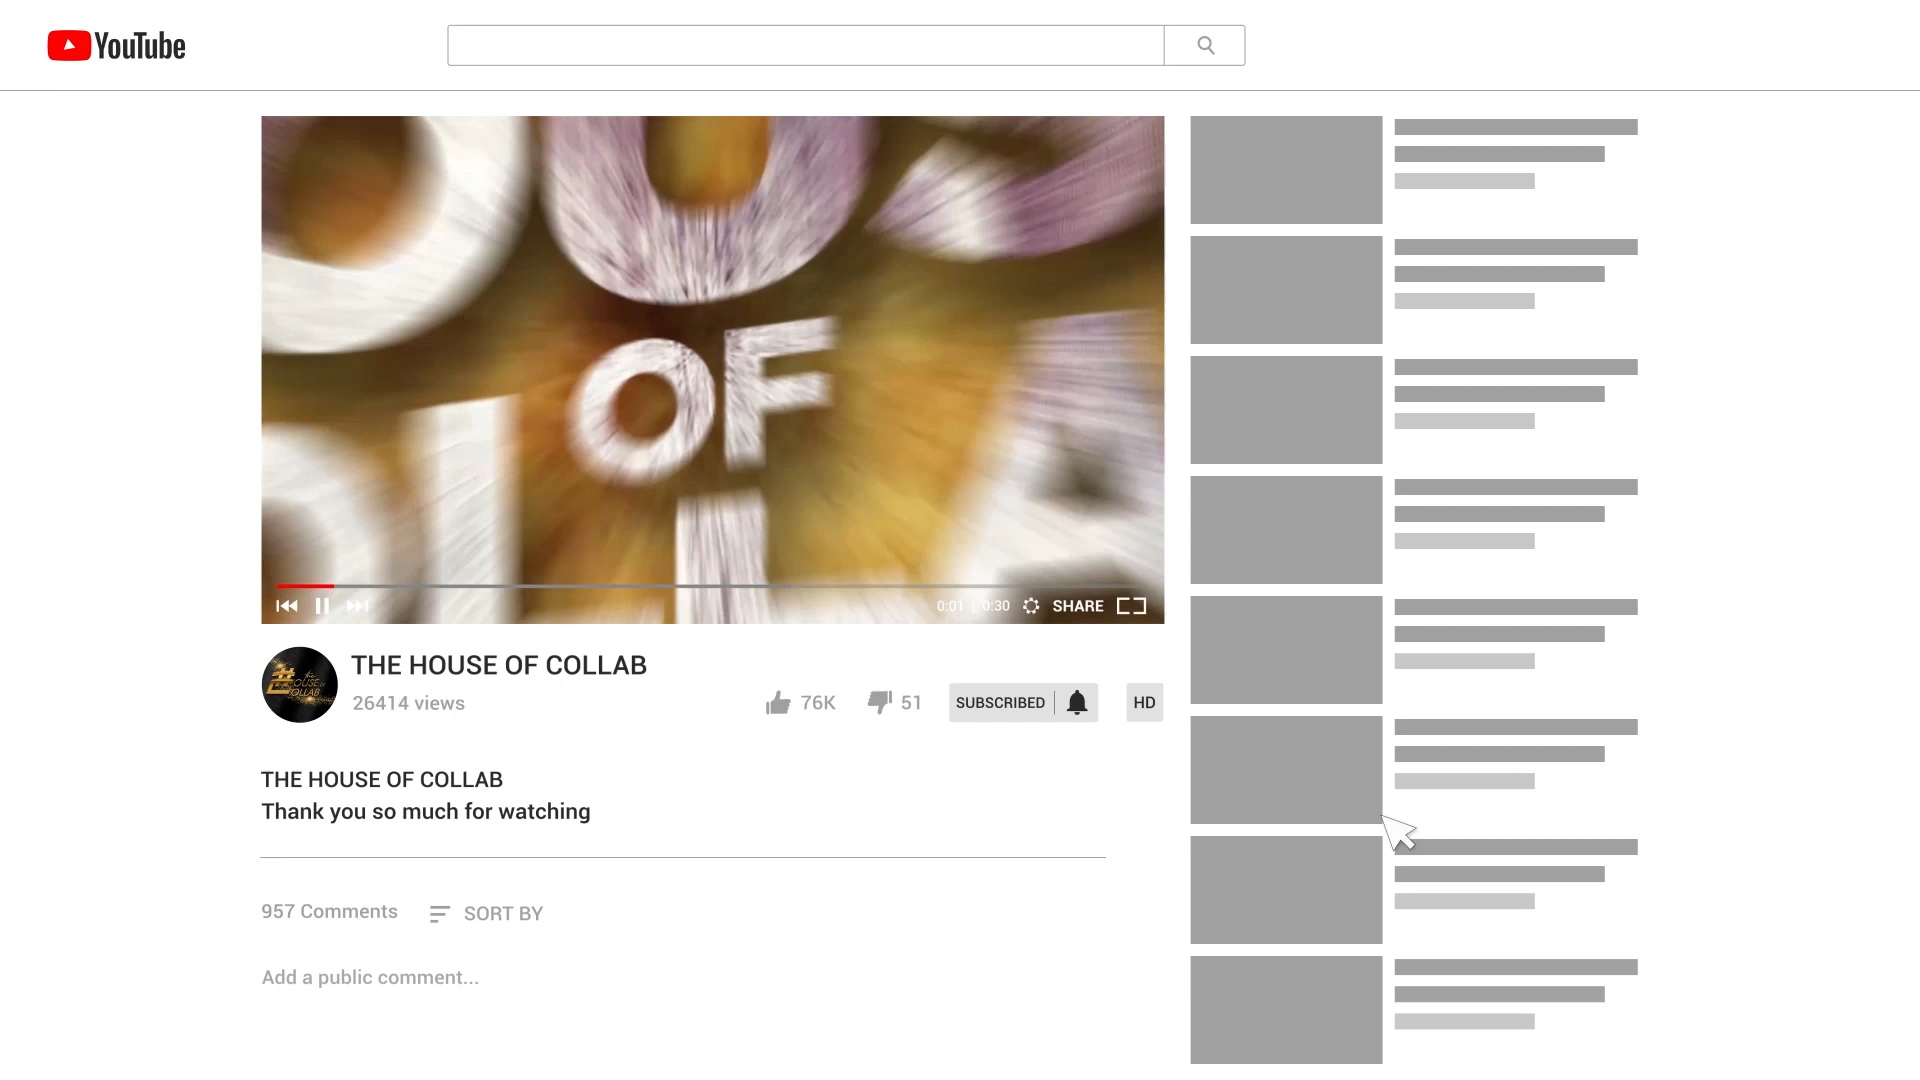 YouTube
OF
0:01 | 0:30 SHARE
THE HOUSE OF COLLAB
26414 views
76K
51
SUBSCRIBED
HD
THE HOUSE OF COLLAB
Thank you so much for watching
957 Comments
SORT BY
Add a public comment...